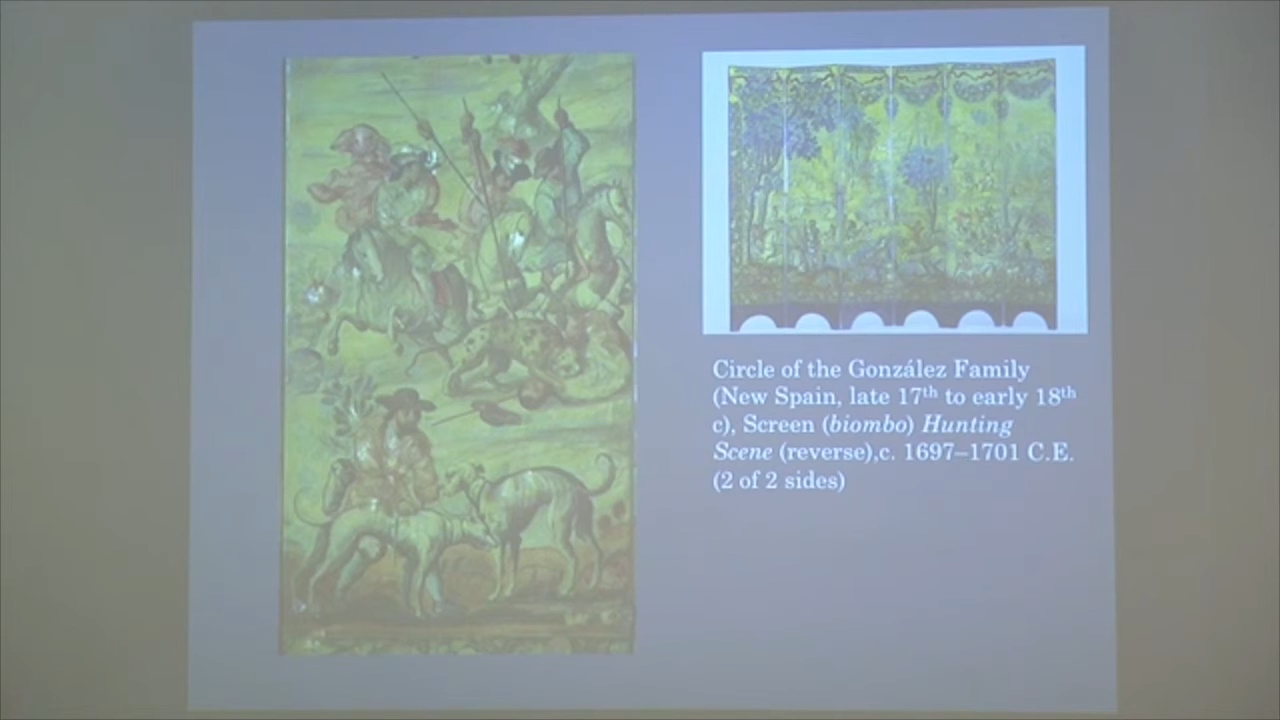 Circle of the González Family
(New Spain, late 17th to early 18th
c), Screen (biombo) Hunting
Scene (reverse),c. 1697–1701 C.E.
(2 of 2 sides)